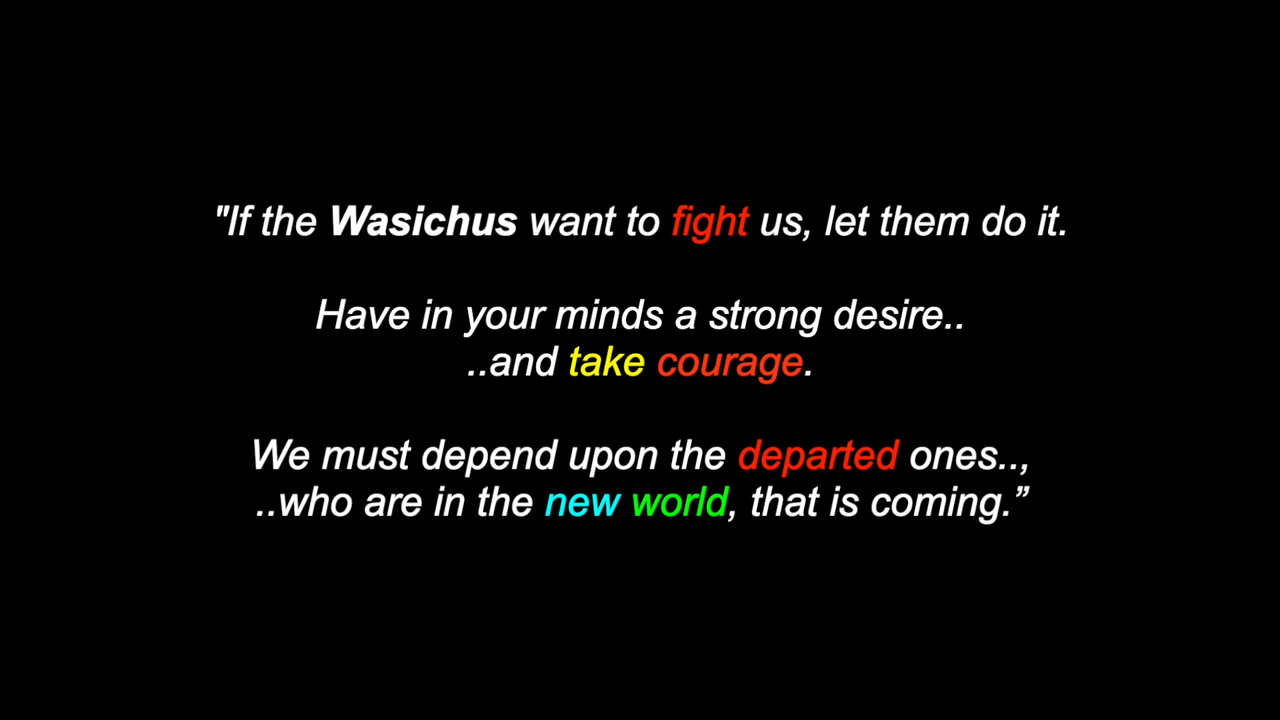 "If the Wasichus want to fight us, let them do it.
Have in your minds a strong desire..
..and take courage.
We must depend upon the departed ones..,
..who are in the new world, that is coming.”